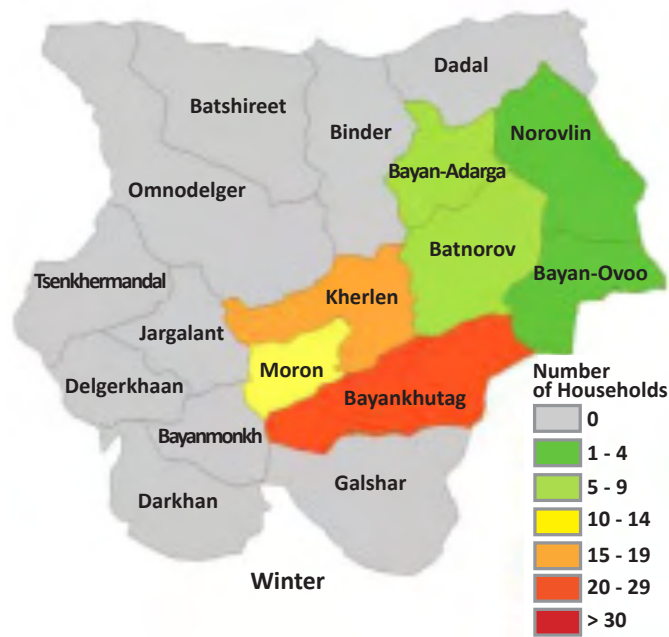 Dadal
Batshireet
Binder
Norovlin
Bayan-Adarga
Omnodelger
Batnorov
Bayan-Ovoo
Tsenkhermandal
Kherlen
Jargalant
Moron
Delgerkhaan
Bayankhutag
Bayanmonkh
Galshar
Darkhan
Winter
Number
of Households
0
1 - 4
5 - 9
10 - 14
15 - 19
20 - 29
> 30